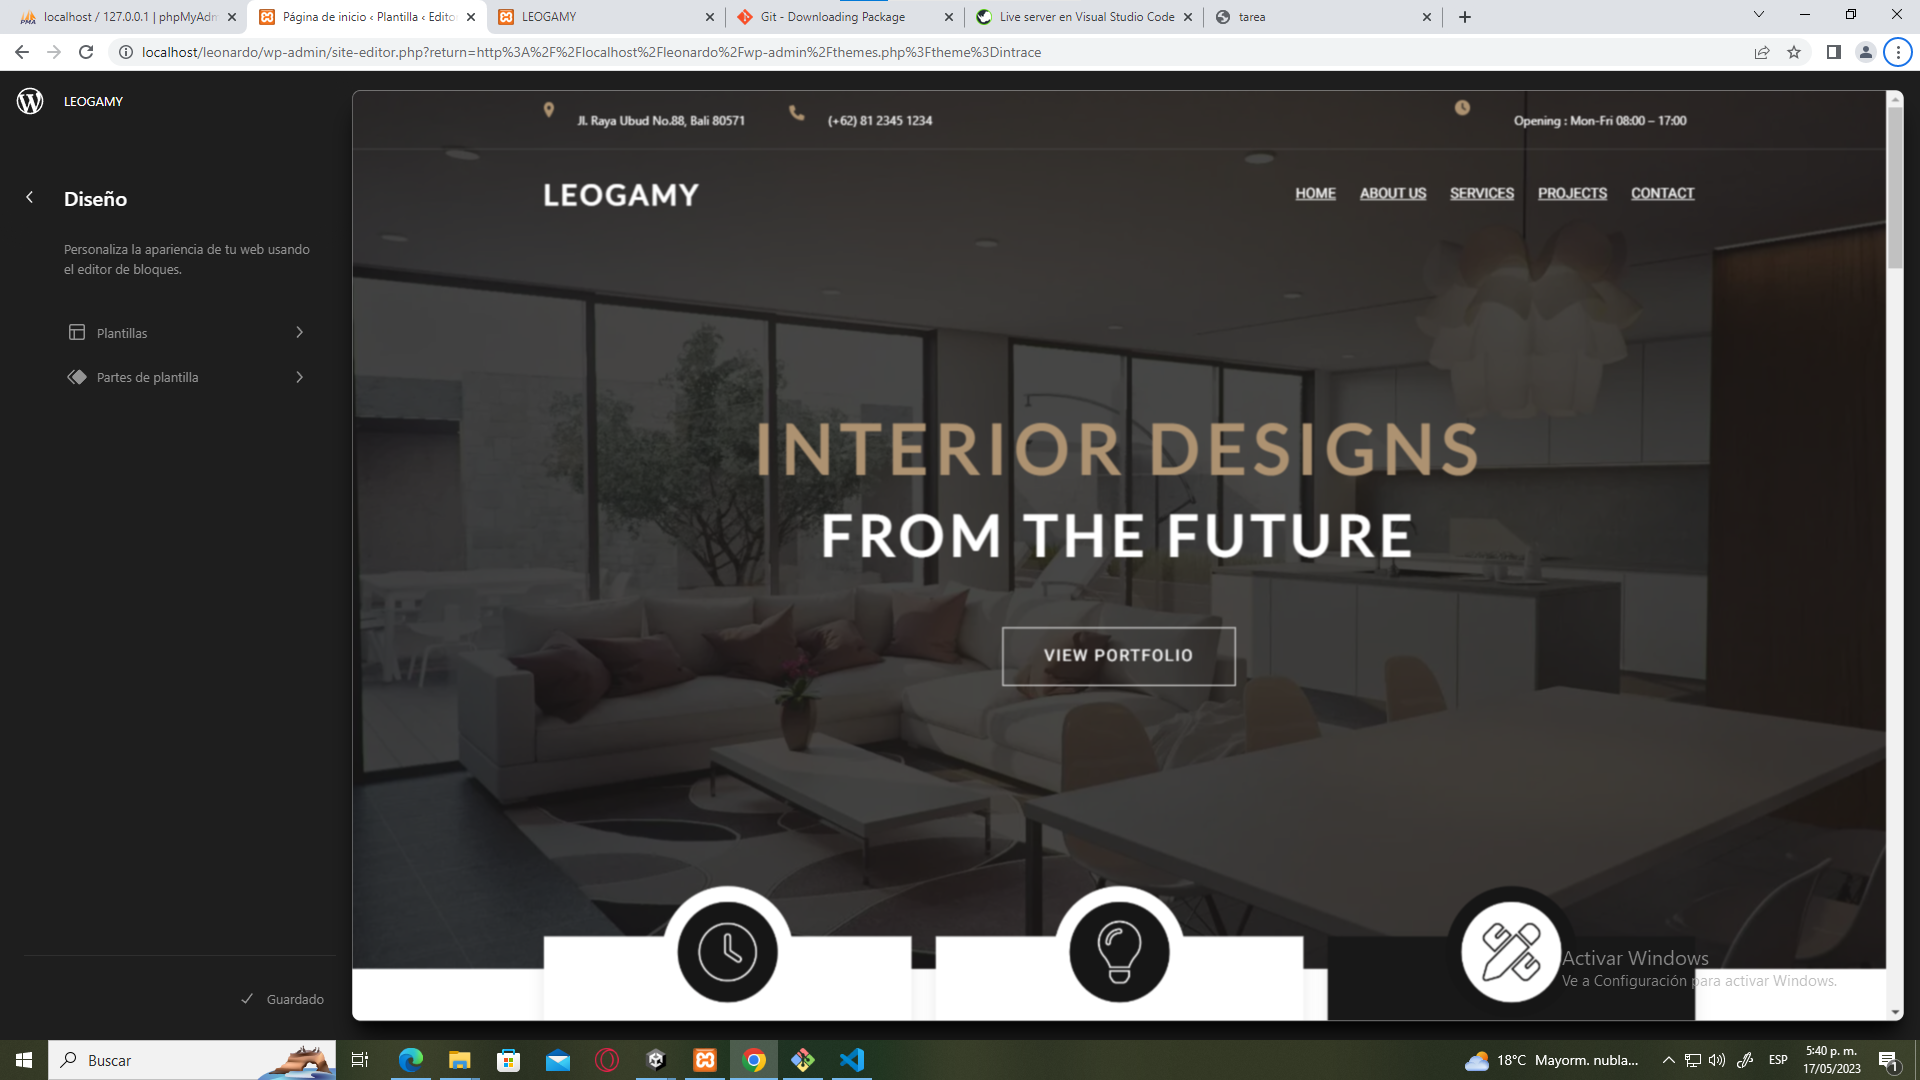 localhost / 127.0.0.1 | phpMyAdm
Página de inicio ‹ Plantilla ‹ Edito
LEOGAMY
Git - Downloading Package
Live server en Visual Studio Code
tarea
localhost/leonardo/wp-admin/site-editor.php?return=http%3A%2F%2Flocalhost%2Fleonardo%2Fwp-admin%2Fthemes.php%3Ftheme%3Dintrace
LEOGAMY
Diseño
Personaliza la apariencia de tu web usando
el editor de bloques.
Plantillas
Partes de plantilla
Guardado
Jl. Raya Ubud No.88, Bali 80571
(+62) 81 2345 1234
Opening : Mon-Fri 08:00 – 17:00
LEOGAMY
HOME ABOUT US SERVICES PROJECTS CONTACT
INTERIOR DESIGNS
FROM THE FUTURE
VIEW PORTFOLIO
Activar Windows
Ve a Configuración para activar Windows.
Buscar
18°C Mayorm. nubla...
ESP
5:40 p. m.
17/05/2023
1